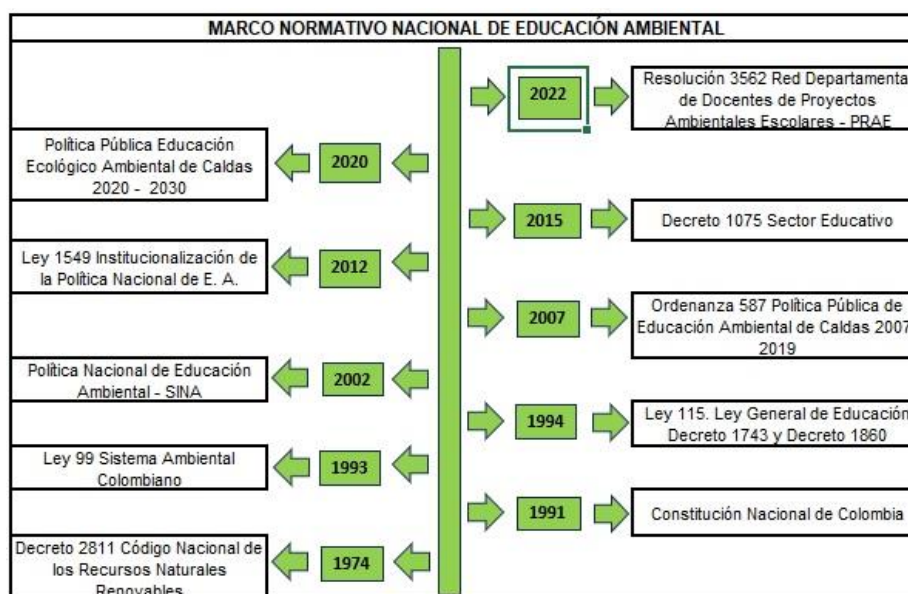 MARCO NORMATIVO NACIONAL DE EDUCACIÓN AMBIENTAL
2022
Resolución 3562 Red Departamenta
de Docentes de Proyectos
Ambientales Escolares - PRAE
Política Pública Educación
Ecológico Ambiental de Caldas
2020 - 2030
2020
2015
Decreto 1075 Sector Educativo
Ley 1549 Institucionalización de
la Política Nacional de E. A.
2012
2007
Ordenanza 587 Política Pública de
Educación Ambiental de Caldas 2007
2019
Política Nacional de Educación
Ambiental - SINA
2002
1994
Ley 115. Ley General de Educación
Decreto 1743 y Decreto 1860
Ley 99 Sistema Ambiental
Colombiano
1993
1991
Constitución Nacional de Colombia
Decreto 2811 Código Nacional de
los Recursos Naturales
Renovables
1974